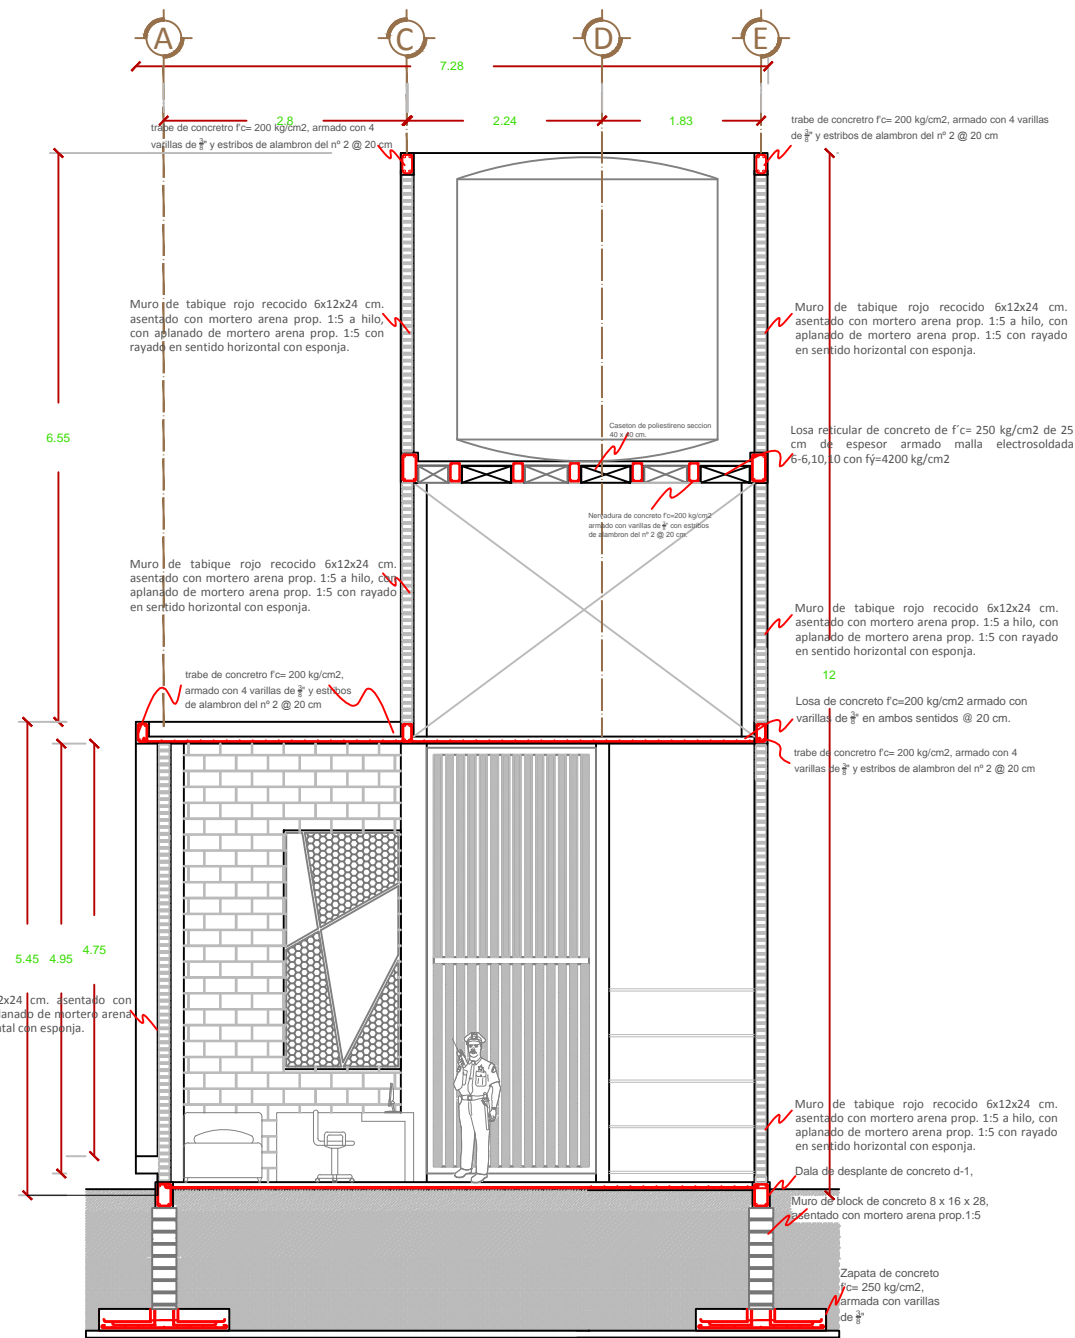 A C D E
7.28
2.8 2.24 1.83
trabe de concretro f'c= 200 kg/cm2, armado con 4
varillas de 3/8" y estribos de alambron del nº 2 @ 20 cm
trabe de concretro f'c= 200 kg/cm2, armado con 4 varillas
de 3/8" y estribos de alambron del nº 2 @ 20 cm
Muro de tabique rojo recocido 6x12x24 cm.
asentado con mortero arena prop. 1:5 a hilo,
con aplanado de mortero arena prop. 1:5 con
rayado en sentido horizontal con esponja.
Muro de tabique rojo recocido 6x12x24 cm.
asentado con mortero arena prop. 1:5 a hilo, con
aplanado de mortero arena prop. 1:5 con rayado
en sentido horizontal con esponja.
6.55
Caseton de poliestireno seccion
40 x 40 cm.
Losa reticular de concreto de f´c= 250 kg/cm2 de 25
cm de espesor armado malla electrosoldada
6-6,10,10 con fý=4200 kg/cm2
Nervadura de concreto f'c=200 kg/cm2
armado con varillas de 3/8" con estribos
de alambron del nº 2 @ 20 cm.
Muro de tabique rojo recocido 6x12x24 cm.
asentado con mortero arena prop. 1:5 a hilo, con
aplanado de mortero arena prop. 1:5 con rayado
en sentido horizontal con esponja.
Muro de tabique rojo recocido 6x12x24 cm.
asentado con mortero arena prop. 1:5 a hilo, con
aplanado de mortero arena prop. 1:5 con rayado
en sentido horizontal con esponja.
12
trabe de concretro f'c= 200 kg/cm2,
armado con 4 varillas de 3/8" y estribos
de alambron del nº 2 @ 20 cm
Losa de concreto f'c=200 kg/cm2 armado con
varillas de 3/8" en ambos sentidos @ 20 cm.
trabe de concretro f'c= 200 kg/cm2, armado con 4
varillas de 3/8" y estribos de alambron del nº 2 @ 20 cm
5.45 4.95 4.75
2x24 cm. asentado con
lanado de mortero arena
ntal con esponja.
Muro de tabique rojo recocido 6x12x24 cm.
asentado con mortero arena prop. 1:5 a hilo, con
aplanado de mortero arena prop. 1:5 con rayado
en sentido horizontal con esponja.
Dala de desplante de concreto d-1,
Muro de block de concreto 8 x 16 x 28,
asentado con mortero arena prop.1:5
Zapata de concreto
f'c= 250 kg/cm2,
armada con varillas
de 3/8"